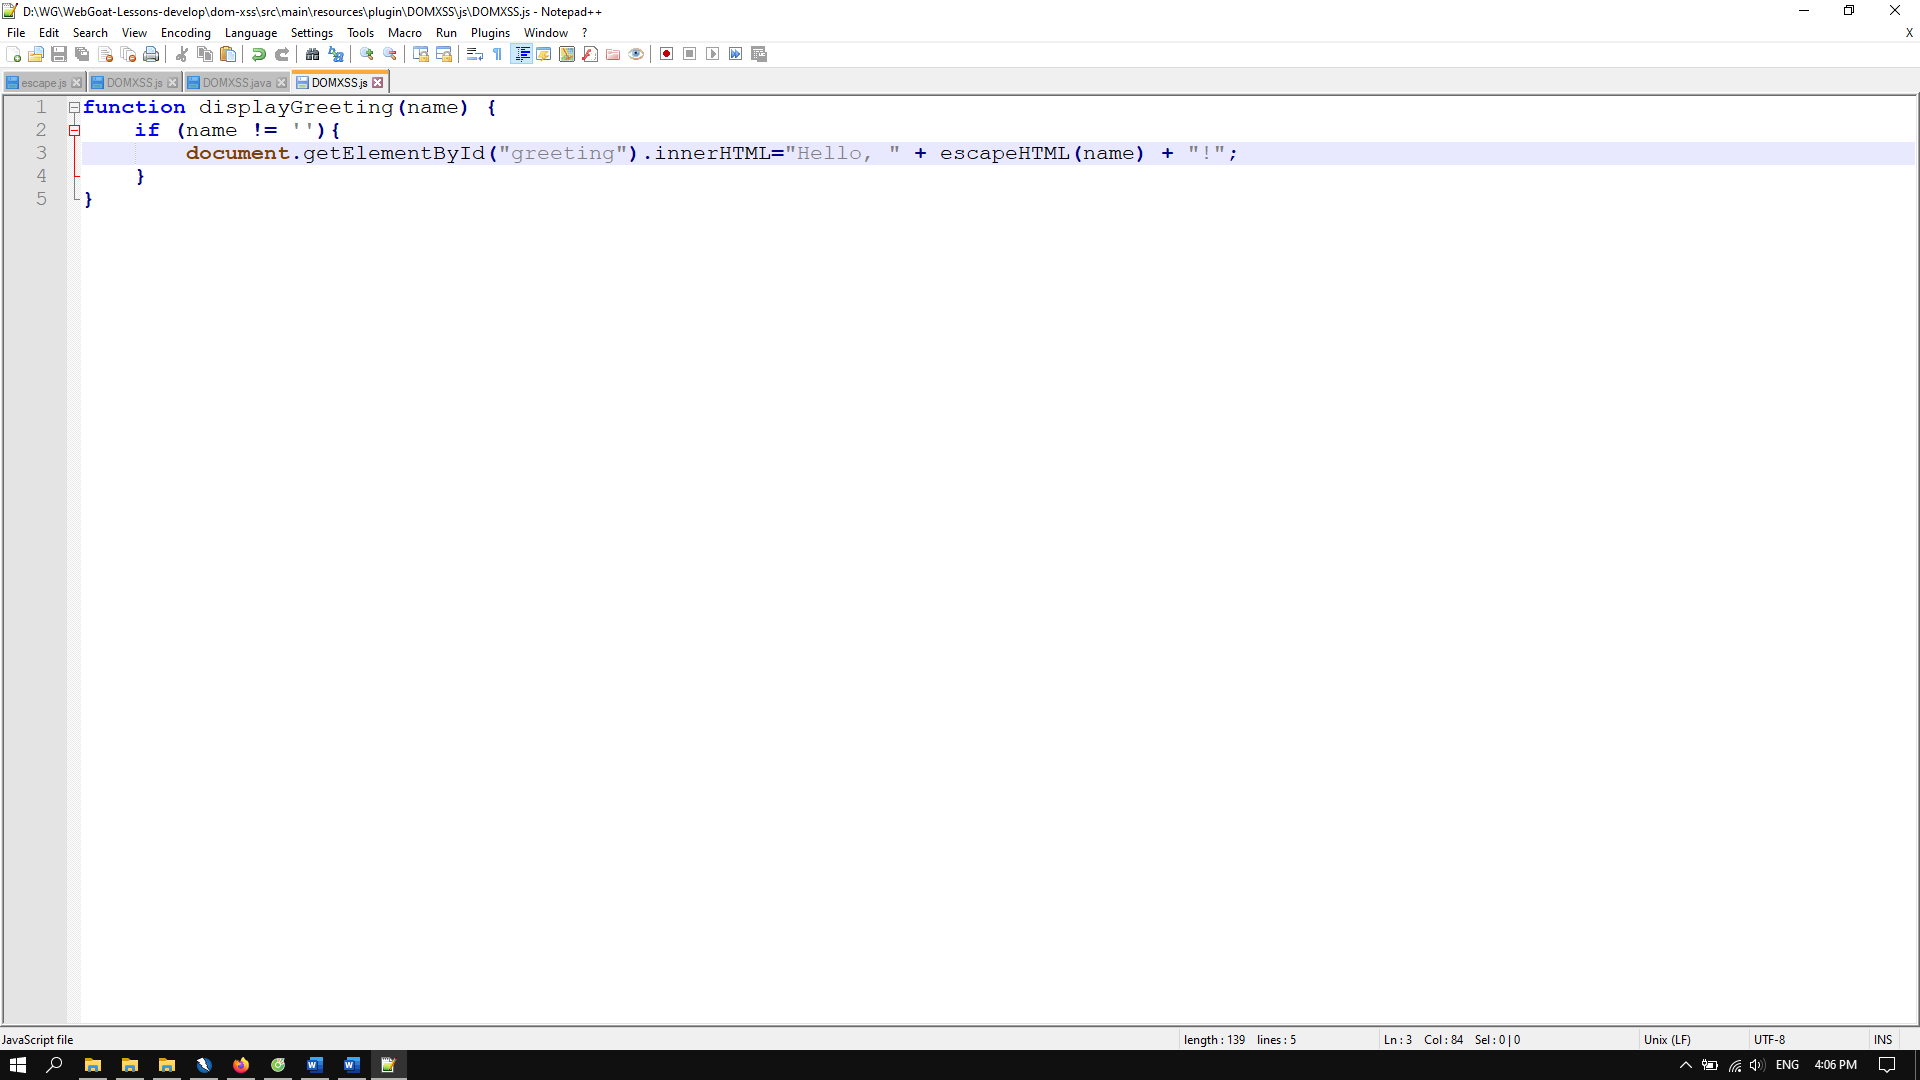 D:\WG\WebGoat-Lessons-develop\dom-xss\src\main\resources\plugin\DOMXSS\js\DOMXSS.js - Notepad++
File Edit Search View Encoding Language Settings Tools Macro Run Plugins Window ? X
escape.js DOMXSS.js DOMXSS.java DOMXSS.js
1 function displayGreeting(name) {
2 if (name != ''){
3 document.getElementById("greeting").innerHTML="Hello, " + escapeHTML(name) + "!";
4 }
5 }
JavaScript file length : 139 lines : 5 Ln : 3 Col : 84 Sel : 0 | 0 Unix (LF) UTF-8 INS
ENG 4:06 PM